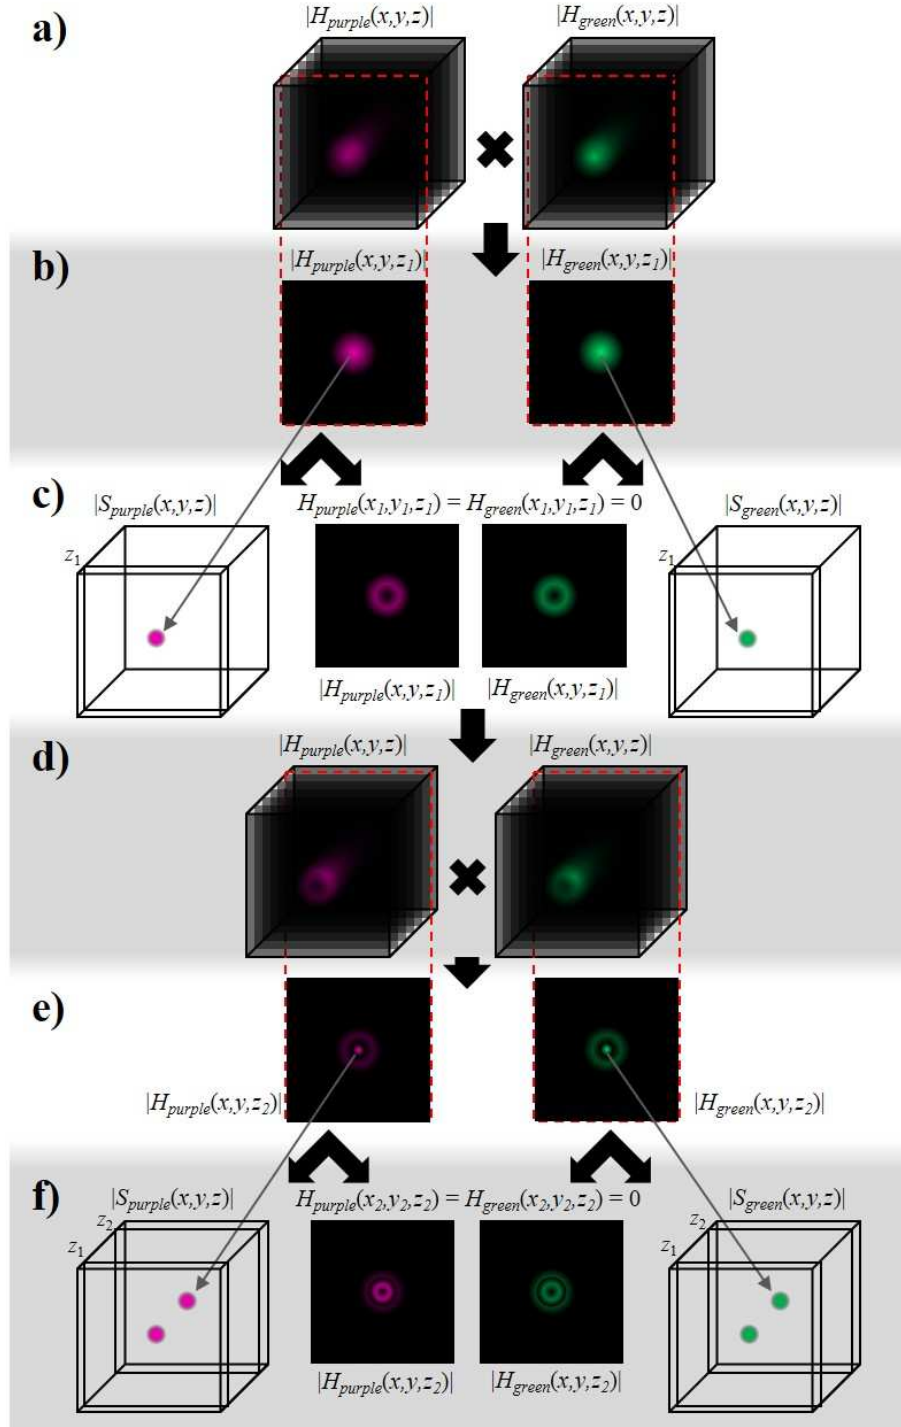 a)
|H_purple(x,y,z)| |H_green(x,y,z)|
b)
|H_purple(x,y,z_1)| |H_green(x,y,z_1)|
c)
|S_purple(x,y,z)| H_purple(x_1,y_1,z_1) = H_green(x_1,y_1,z_1) = 0 |S_green(x,y,z)|
z_1 z_1
|H_purple(x,y,z_1)| |H_green(x,y,z_1)|
d)
|H_purple(x,y,z)| |H_green(x,y,z)|
e)
|H_purple(x,y,z_2)| |H_green(x,y,z_2)|
f)
|S_purple(x,y,z)| H_purple(x_2,y_2,z_2) = H_green(x_2,y_2,z_2) = 0 |S_green(x,y,z)|
z_2 z_2
z_1 z_1
|H_purple(x,y,z_2)| |H_green(x,y,z_2)|